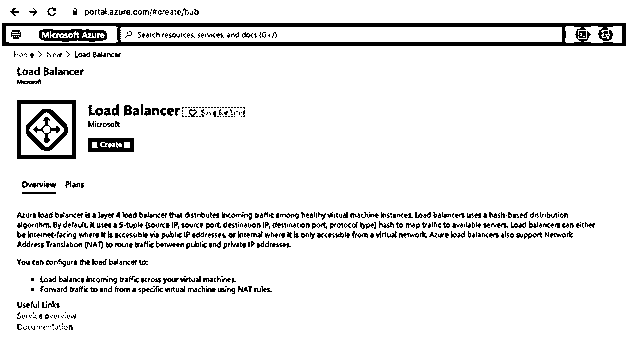 portal.azure.com/#create/hub
Microsoft Azure
Search resources, services, and docs (G+/)
Home > New > Load Balancer
Load Balancer
Microsoft
Load Balancer
Microsoft
Create
Overview Plans
Azure load balancer is a layer 4 load balancer that distributes incoming traffic among healthy virtual machine instances. Load balancers uses a hash-based distribution
algorithm. By default, it uses a 5-tuple (source IP, source port, destination IP, destination port, protocol type) hash to map traffic to available servers. Load balancers can either
be internet-facing where it is accessible via public IP addresses, or internal where it is only accessible from a virtual network. Azure load balancers also support Network
Address Translation (NAT) to route traffic between public and private IP addresses.
You can configure the load balancer to:
• Load balance incoming traffic across your virtual machines.
• Forward traffic to and from a specific virtual machine using NAT rules.
Useful Links
Service overview
Documentation